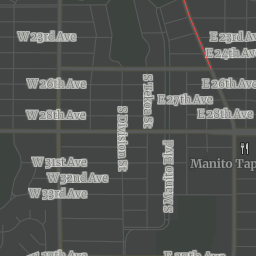 W 23rd Ave
E 23rd Ave
E 24th Ave
W 26th Ave
E 26th Ave
S Tekoa St
E 27th Ave
W 28th Ave
E 28th Ave
S Division St
W 31st Ave
Manito Tap
W 32nd Ave
W 33rd Ave
S Manito Blvd